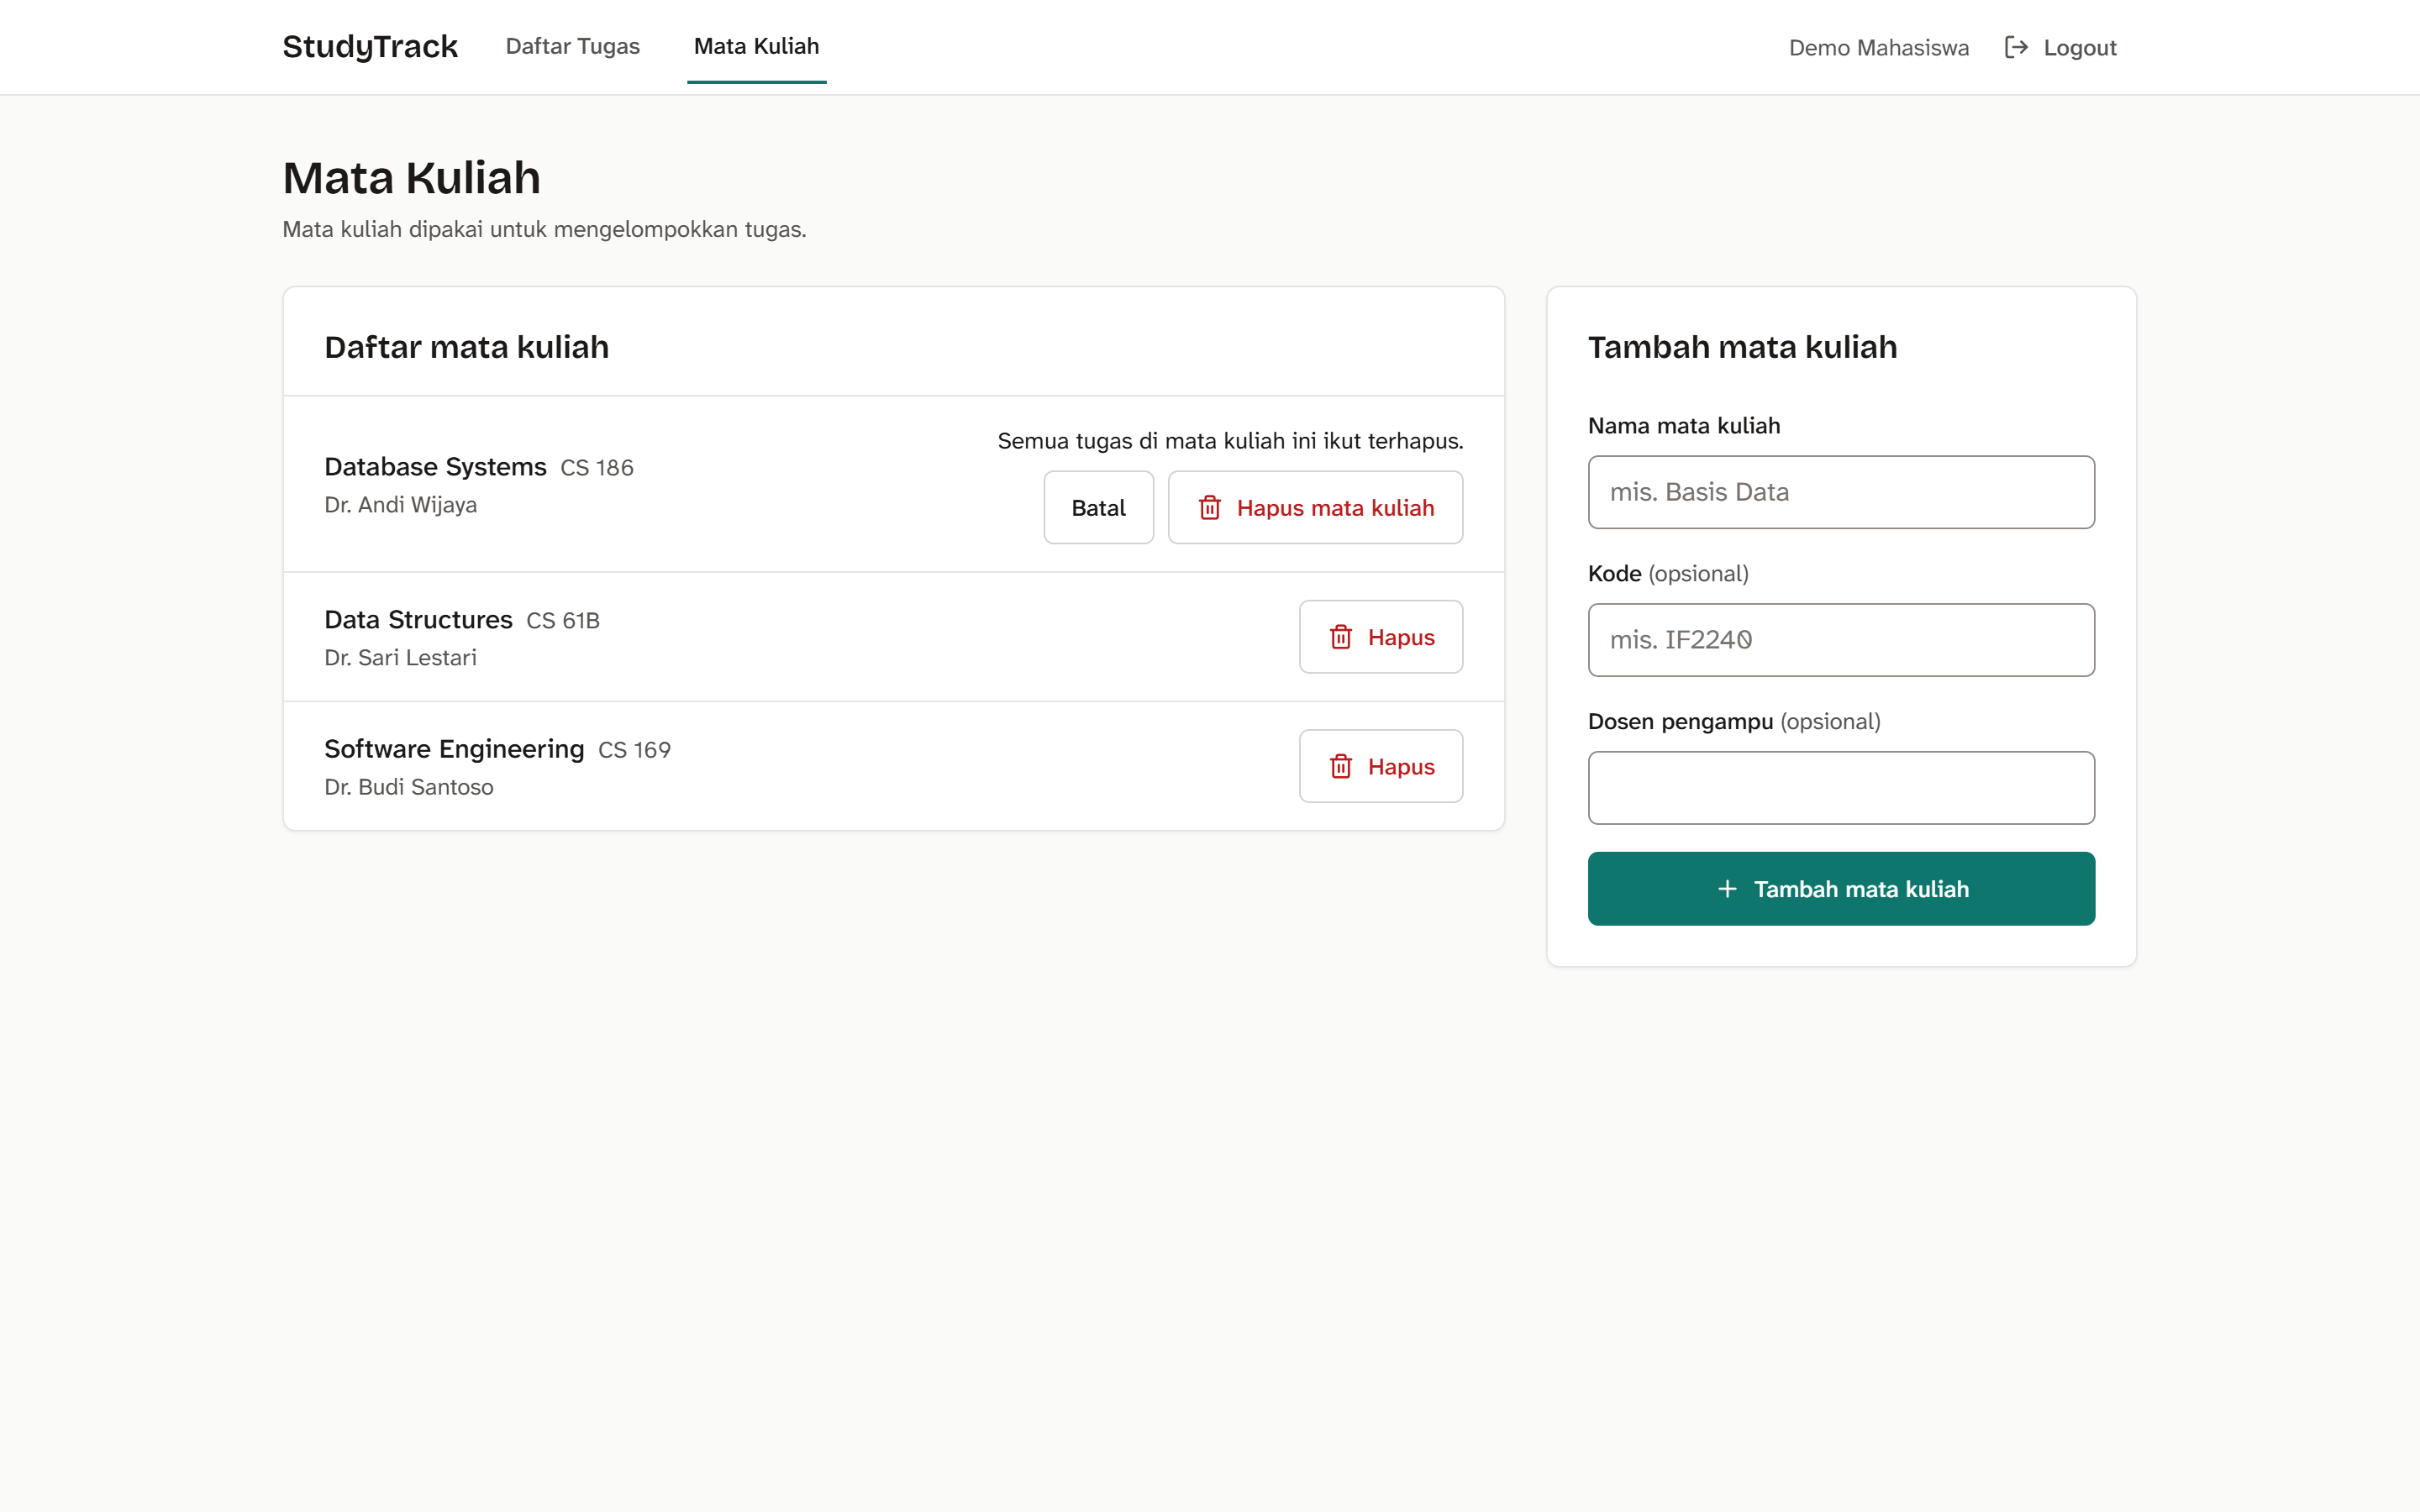 StudyTrack
Daftar Tugas
Mata Kuliah
Demo Mahasiswa
Logout
Mata Kuliah
Mata kuliah dipakai untuk mengelompokkan tugas.
Daftar mata kuliah
Database Systems CS 186
Dr. Andi Wijaya
Semua tugas di mata kuliah ini ikut terhapus.
Batal
Hapus mata kuliah
Data Structures CS 61B
Dr. Sari Lestari
Hapus
Software Engineering CS 169
Dr. Budi Santoso
Hapus
Tambah mata kuliah
Nama mata kuliah
mis. Basis Data
Kode (opsional)
mis. IF2240
Dosen pengampu (opsional)
Tambah mata kuliah